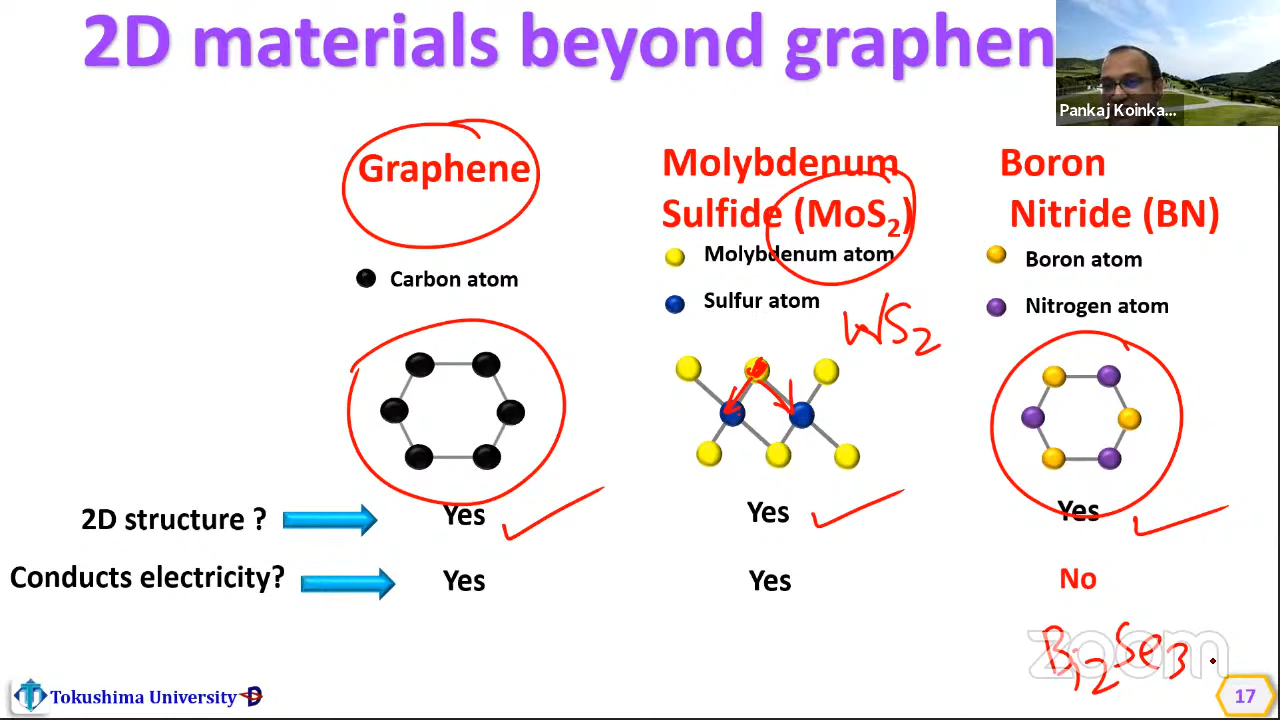 2D materials beyond graphen
Pankaj Koinka...
Graphene
Molybdenum
Sulfide (MoS₂)
Boron
Nitride (BN)
Carbon atom
Molybdenum atom
Sulfur atom
Boron atom
Nitrogen atom
WS₂
2D structure ?
Yes
Yes
Yes
Conducts electricity?
Yes
Yes
No
Bi₂Se₃
zoom
Tokushima University
17